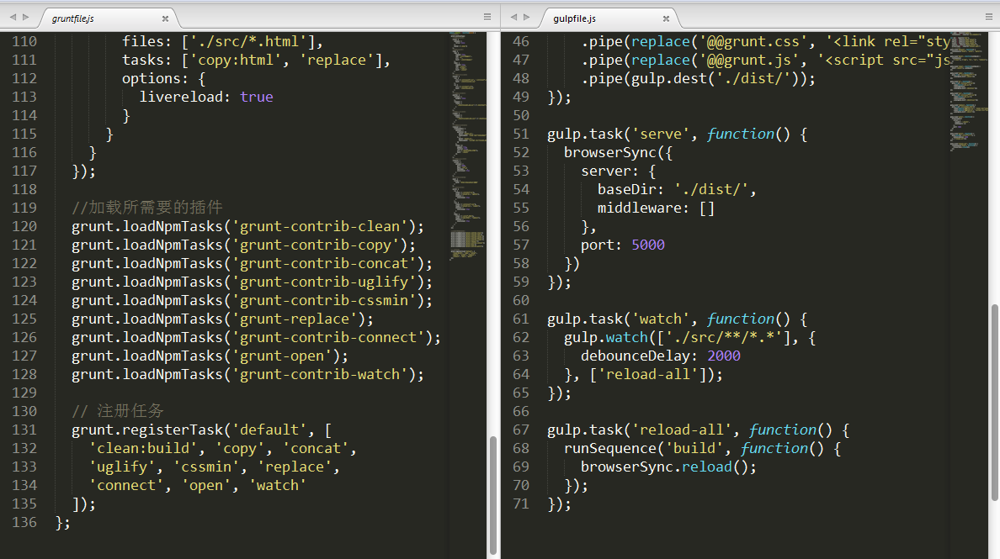 gruntfile.js
110 files: ['./src/*.html'],
111 tasks: ['copy:html', 'replace'],
112 options: {
113 livereload: true
114 }
115 }
116 }
117 });
118
119 //加载所需要的插件
120 grunt.loadNpmTasks('grunt-contrib-clean');
121 grunt.loadNpmTasks('grunt-contrib-copy');
122 grunt.loadNpmTasks('grunt-contrib-concat');
123 grunt.loadNpmTasks('grunt-contrib-uglify');
124 grunt.loadNpmTasks('grunt-contrib-cssmin');
125 grunt.loadNpmTasks('grunt-replace');
126 grunt.loadNpmTasks('grunt-contrib-connect');
127 grunt.loadNpmTasks('grunt-open');
128 grunt.loadNpmTasks('grunt-contrib-watch');
129
130 // 注册任务
131 grunt.registerTask('default', [
132 'clean:build', 'copy', 'concat',
133 'uglify', 'cssmin', 'replace',
134 'connect', 'open', 'watch'
135 ]);
136 };
gulpfile.js
46 .pipe(replace('@@grunt.css', '<link rel="sty
47 .pipe(replace('@@grunt.js', '<script src="js
48 .pipe(gulp.dest('./dist/'));
49 });
50
51 gulp.task('serve', function() {
52 browserSync({
53 server: {
54 baseDir: './dist/',
55 middleware: []
56 },
57 port: 5000
58 })
59 });
60
61 gulp.task('watch', function() {
62 gulp.watch(['./src/**/*.*'], {
63 debounceDelay: 2000
64 }, ['reload-all']);
65 });
66
67 gulp.task('reload-all', function() {
68 runSequence('build', function() {
69 browserSync.reload();
70 });
71 });